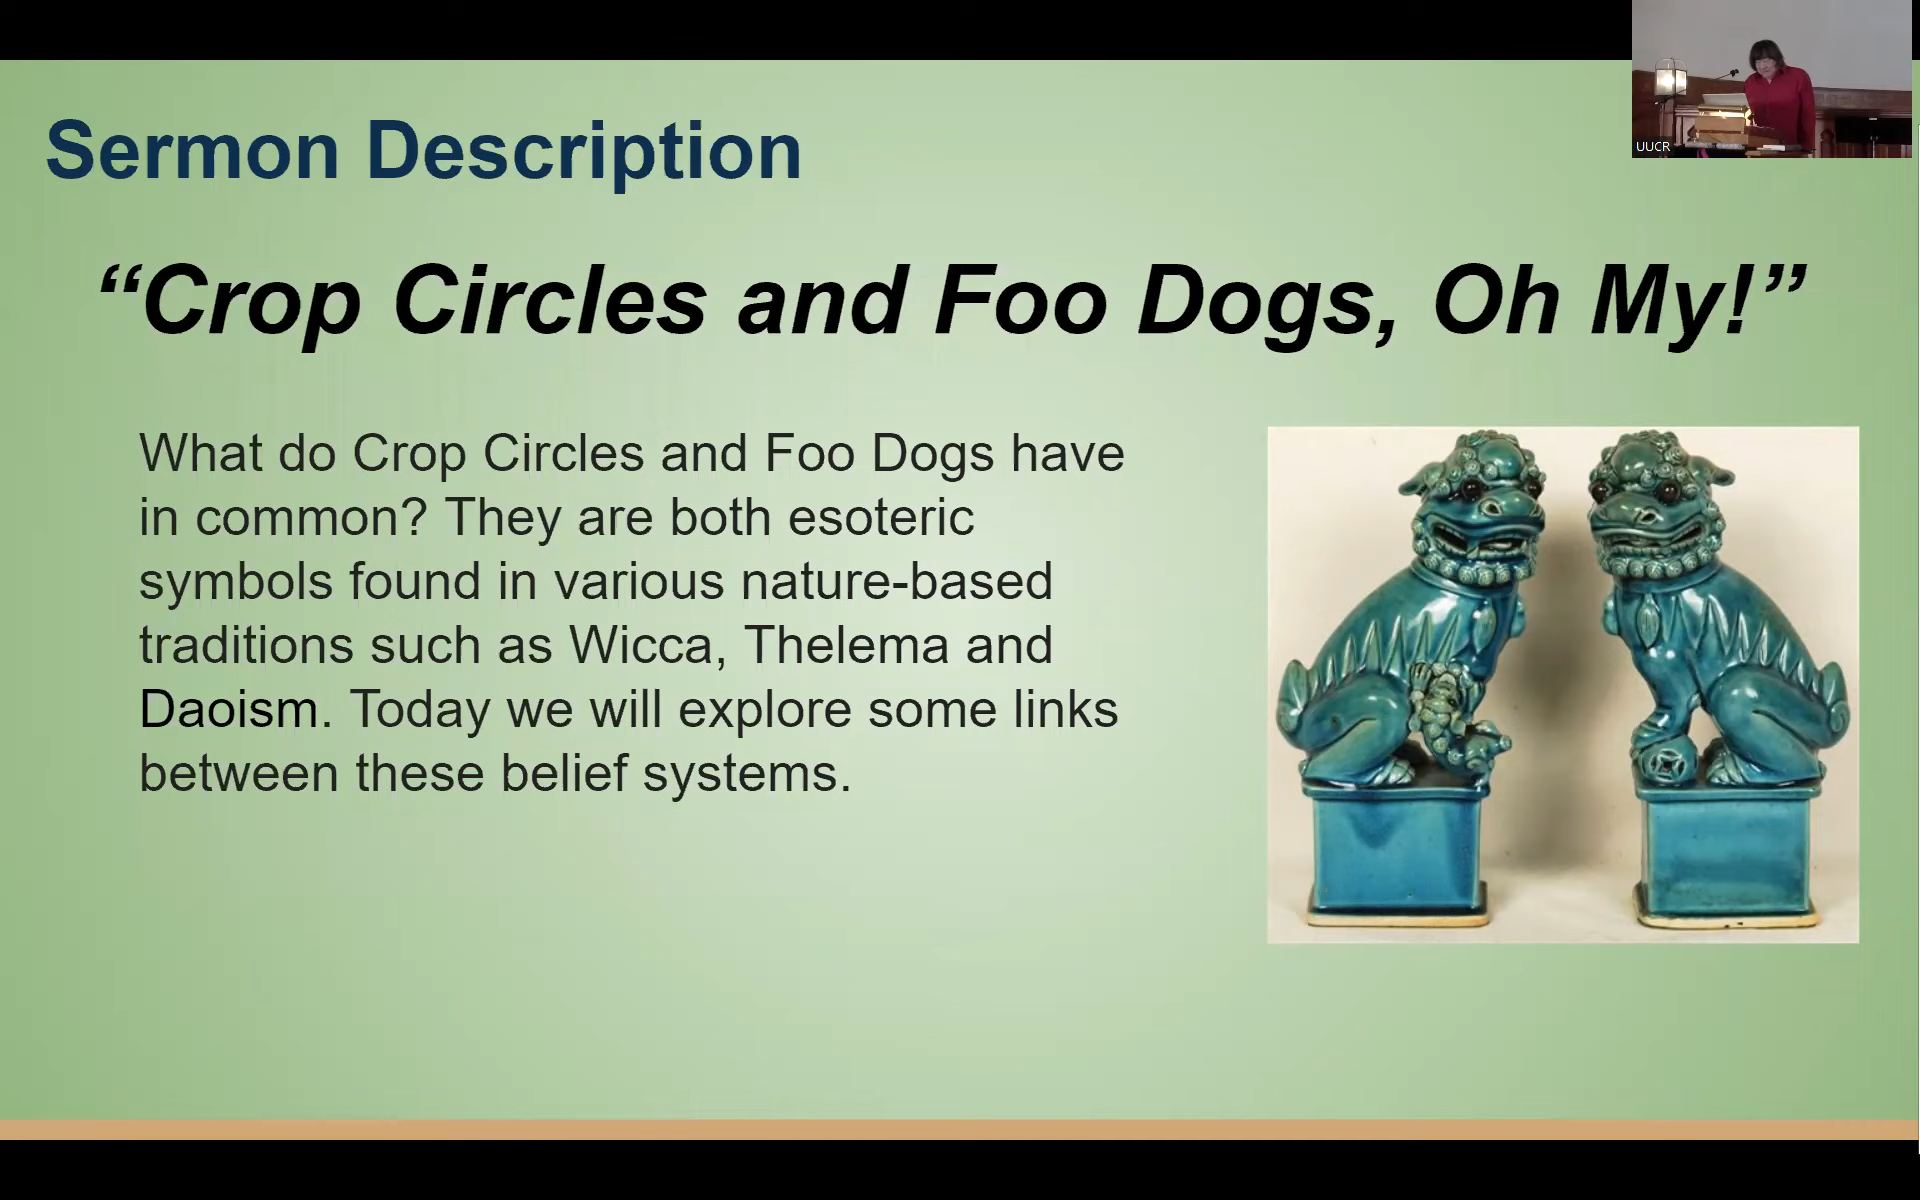 Sermon Description
“Crop Circles and Foo Dogs, Oh My!”
What do Crop Circles and Foo Dogs have
in common? They are both esoteric
symbols found in various nature-based
traditions such as Wicca, Thelema and
Daoism. Today we will explore some links
between these belief systems.
UUCR